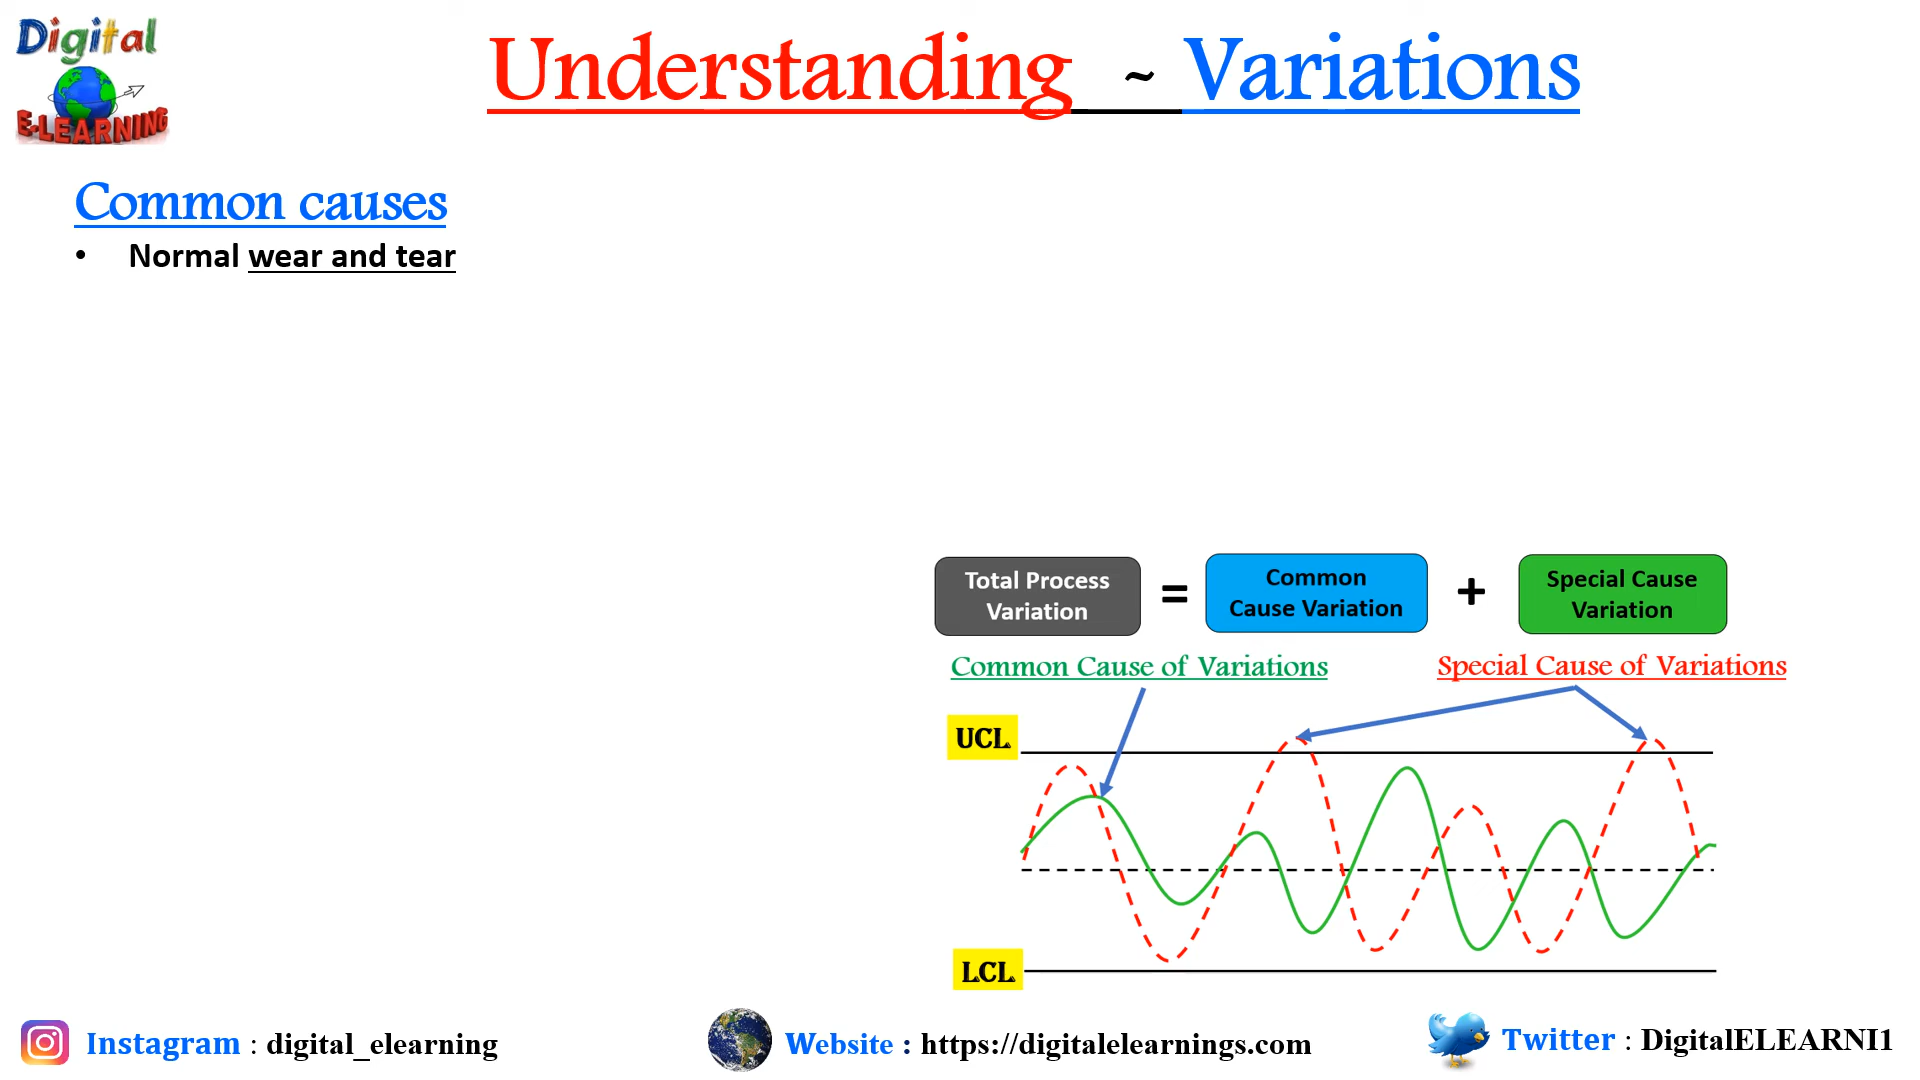 Digital
E-LEARNING
Understanding ~ Variations
Common causes
• Normal wear and tear
Total Process
Variation
=
Common
Cause Variation
+
Special Cause
Variation
Common Cause of Variations
Special Cause of Variations
UCL
LCL
Instagram : digital_elearning
Website : https://digitalelearnings.com
Twitter : DigitalELEARNI1